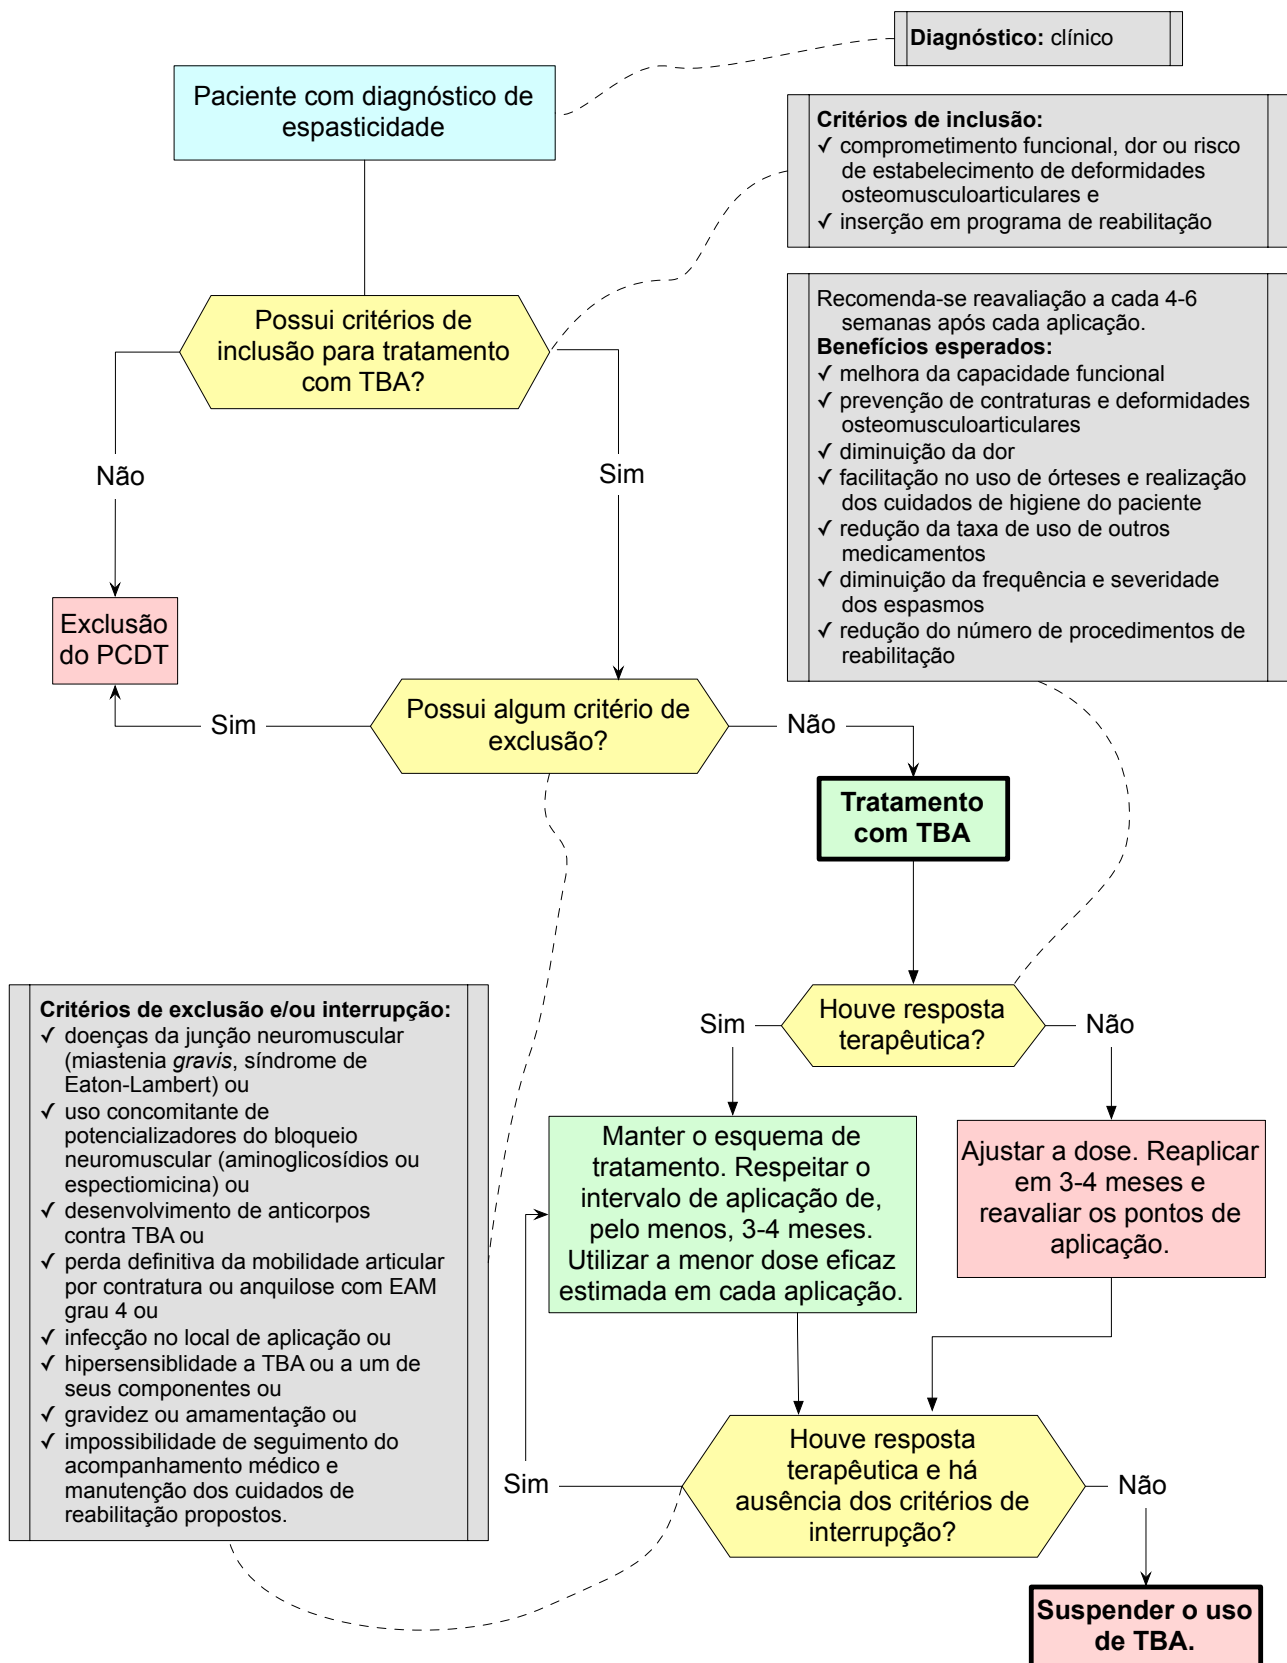 Diagnóstico: clínico
Paciente com diagnóstico de
espasticidade
Critérios de inclusão:
✓ comprometimento funcional, dor ou risco
de estabelecimento de deformidades
osteomusculoarticulares e
✓ inserção em programa de reabilitação
Possui critérios de
inclusão para tratamento
com TBA?
Recomenda-se reavaliação a cada 4-6
semanas após cada aplicação.
Benefícios esperados:
✓ melhora da capacidade funcional
✓ prevenção de contraturas e deformidades
osteomusculoarticulares
✓ diminuição da dor
✓ facilitação no uso de órteses e realização
dos cuidados de higiene do paciente
✓ redução da taxa de uso de outros
medicamentos
✓ diminuição da frequência e severidade
dos espasmos
✓ redução do número de procedimentos de
reabilitação
Não
Sim
Exclusão
do PCDT
Possui algum critério de
exclusão?
Sim
Não
Tratamento
com TBA
Critérios de exclusão e/ou interrupção:
✓ doenças da junção neuromuscular
(miastenia gravis, síndrome de
Eaton-Lambert) ou
✓ uso concomitante de
potencializadores do bloqueio
neuromuscular (aminoglicosídios ou
espectiomicina) ou
✓ desenvolvimento de anticorpos
contra TBA ou
✓ perda definitiva da mobilidade articular
por contratura ou anquilose com EAM
grau 4 ou
✓ infecção no local de aplicação ou
✓ hipersensiblidade a TBA ou a um de
seus componentes ou
✓ gravidez ou amamentação ou
✓ impossibilidade de seguimento do
acompanhamento médico e
manutenção dos cuidados de
reabilitação propostos.
Houve resposta
terapêutica?
Sim
Não
Manter o esquema de
tratamento. Respeitar o
intervalo de aplicação de,
pelo menos, 3-4 meses.
Utilizar a menor dose eficaz
estimada em cada aplicação.
Ajustar a dose. Reaplicar
em 3-4 meses e
reavaliar os pontos de
aplicação.
Houve resposta
terapêutica e há
ausência dos critérios de
interrupção?
Sim
Não
Suspender o uso
de TBA.